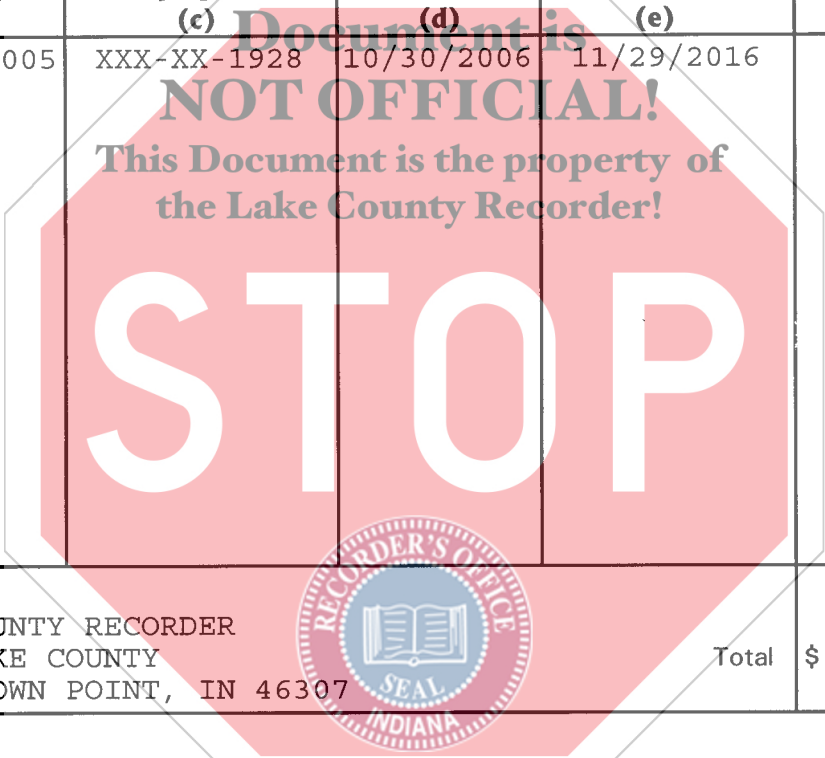 (c) (d) (e)
Document is
005 XXX-XX-1928 10/30/2006 11/29/2016
NOT OFFICIAL!
This Document is the property of
the Lake County Recorder!
STOP
RECORDER'S OFFICE
SEAL
INDIANA
UNTY RECORDER
KE COUNTY
Total $
OWN POINT, IN 46307